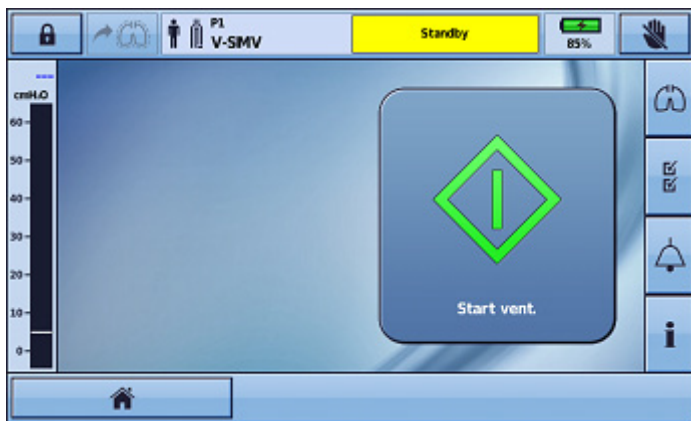 P1
V-SIMV
Standby
85%
---
cmH₂O
60
50
40
30
20
10
0
Start vent.
i